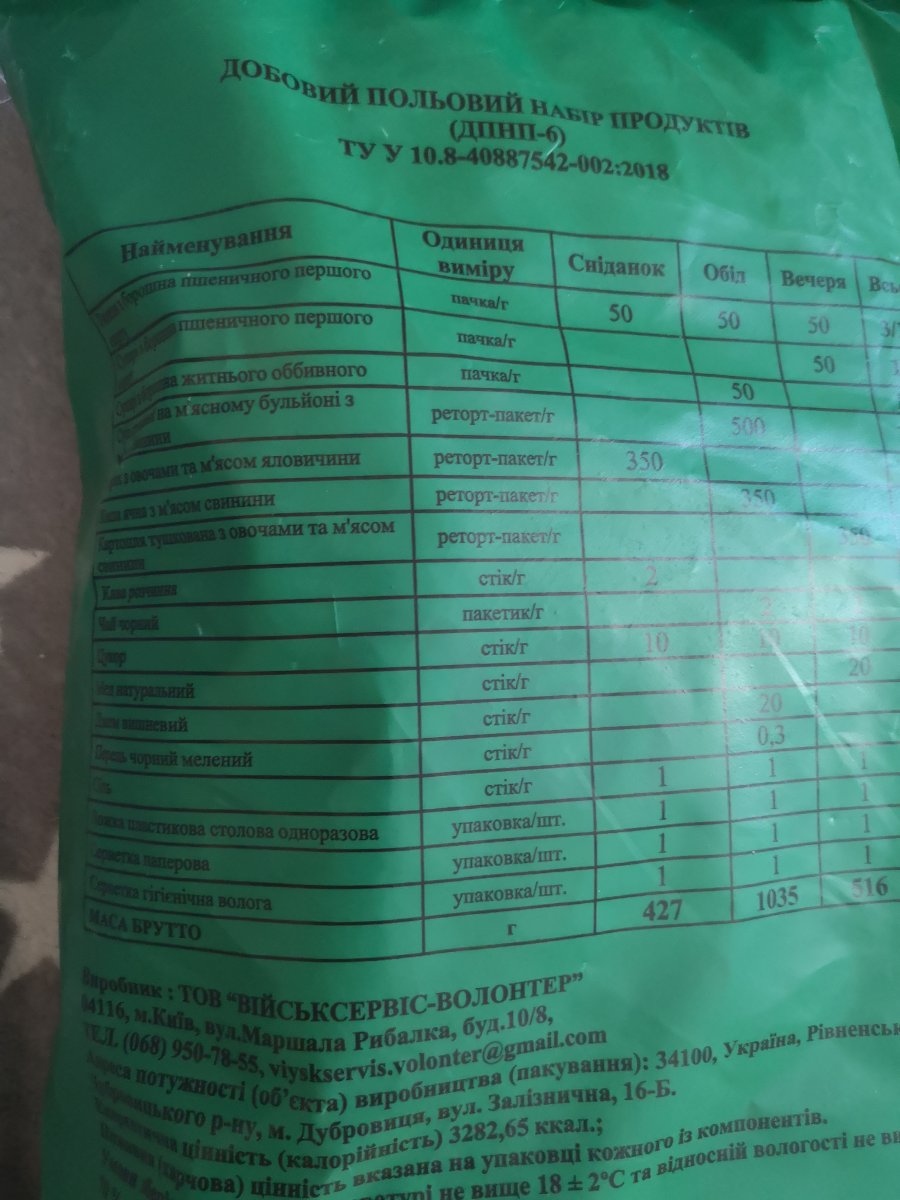 ДОБОВИЙ ПОЛЬОВИЙ НАБІР ПРОДУКТІВ
(ДПНП-6)
ТУ У 10.8-40887542-002:2018
Найменування Одиниця виміру Сніданок Обід Вечеря
борошна пшеничного першого пачка/г 50 50 50
пшеничного першого пачка/г 50
житнього оббивного пачка/г 50
на м'ясному бульйоні з реторт-пакет/г 500
з овочами та м'ясом яловичини реторт-пакет/г 350
Каша ячна з м'ясом свинини реторт-пакет/г 350
Картопля тушкована з овочами та м'ясом свинини реторт-пакет/г 350
Кава розчинна стік/г 2
Чай чорний пакетик/г 2
Цукор стік/г 10 10 10
Мед натуральний стік/г 20
Джем вишневий стік/г 20
Перець чорний мелений стік/г 0,3
Сіль стік/г 1 1 1
Ложка пластикова столова одноразова упаковка/шт. 1 1 1
Серветка паперова упаковка/шт. 1 1 1
Серветка гігієнічна волога упаковка/шт. 1 1 1
МАСА БРУТТО г 427 1035 516
Виробник : ТОВ “ВІЙСЬКСЕРВІС-ВОЛОНТЕР”
04116, м.Київ, вул.Маршала Рибалка, буд.10/8,
ТЕЛ. (068) 950-78-55, viyskservis.volonter@gmail.com
Адреса потужності (об’єкта) виробництва (пакування): 34100, Україна,
р-ну, м. Дубровиця, вул. Залізнична, 16-Б.
цінність (калорійність) 3282,65 ккал.;
цінність вказана на упаковці кожного із компонентів.
не вище 18 ± 2°С та відносній вологості не